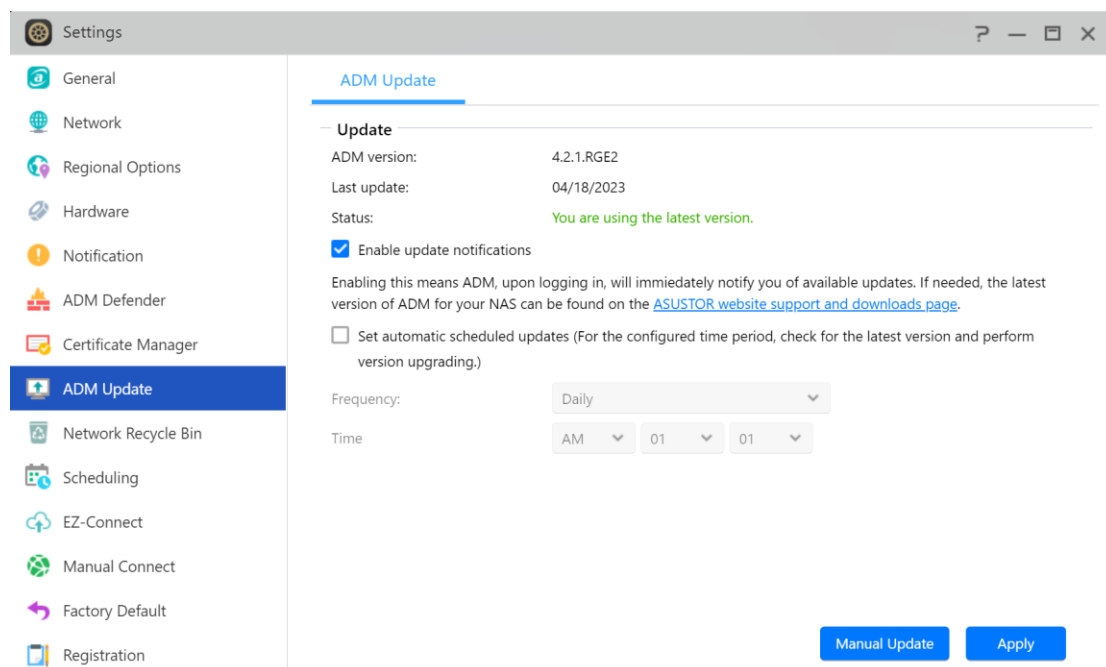 Settings
General
Network
Regional Options
Hardware
Notification
ADM Defender
Certificate Manager
ADM Update
Network Recycle Bin
Scheduling
EZ-Connect
Manual Connect
Factory Default
Registration
ADM Update
Update
ADM version: 4.2.1.RGE2
Last update: 04/18/2023
Status: You are using the latest version.
Enable update notifications
Enabling this means ADM, upon logging in, will immiedately notify you of available updates. If needed, the latest
version of ADM for your NAS can be found on the ASUSTOR website support and downloads page.
Set automatic scheduled updates (For the configured time period, check for the latest version and perform
version upgrading.)
Frequency: Daily
Time AM 01 01
Manual Update Apply